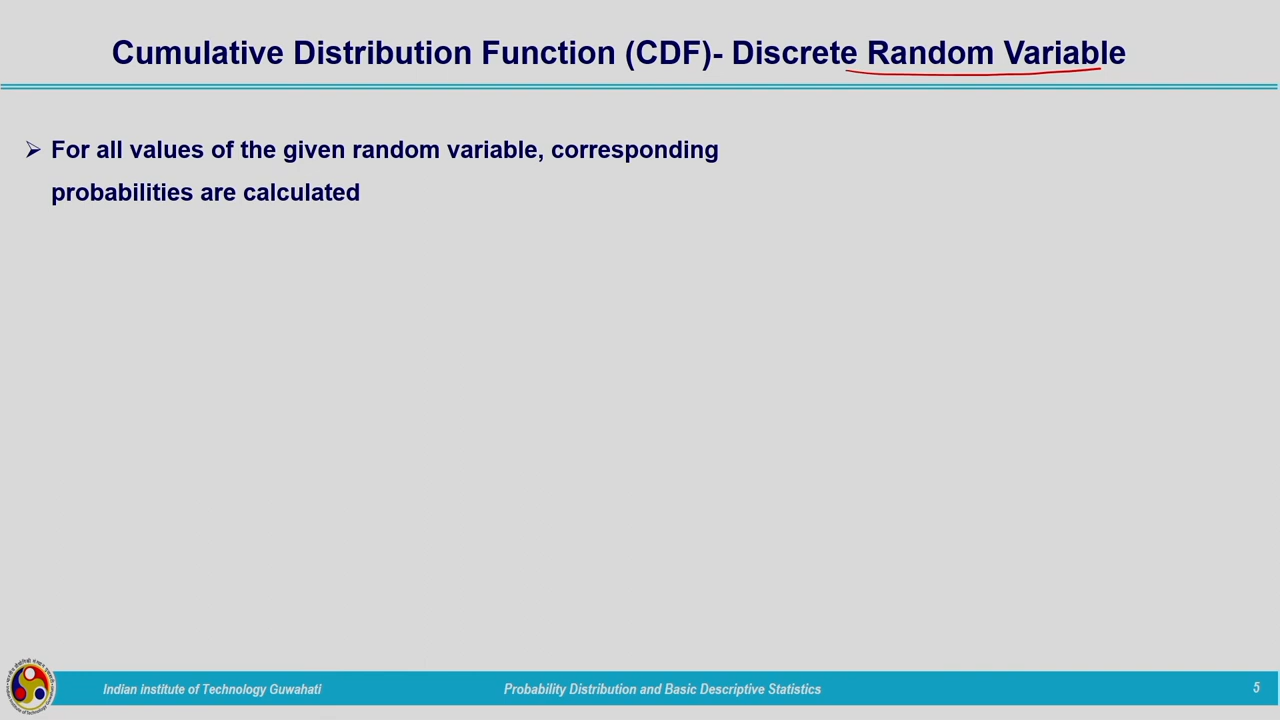 Cumulative Distribution Function (CDF)- Discrete Random Variable
➢ For all values of the given random variable, corresponding
probabilities are calculated
Indian institute of Technology Guwahati
Probability Distribution and Basic Descriptive Statistics
5